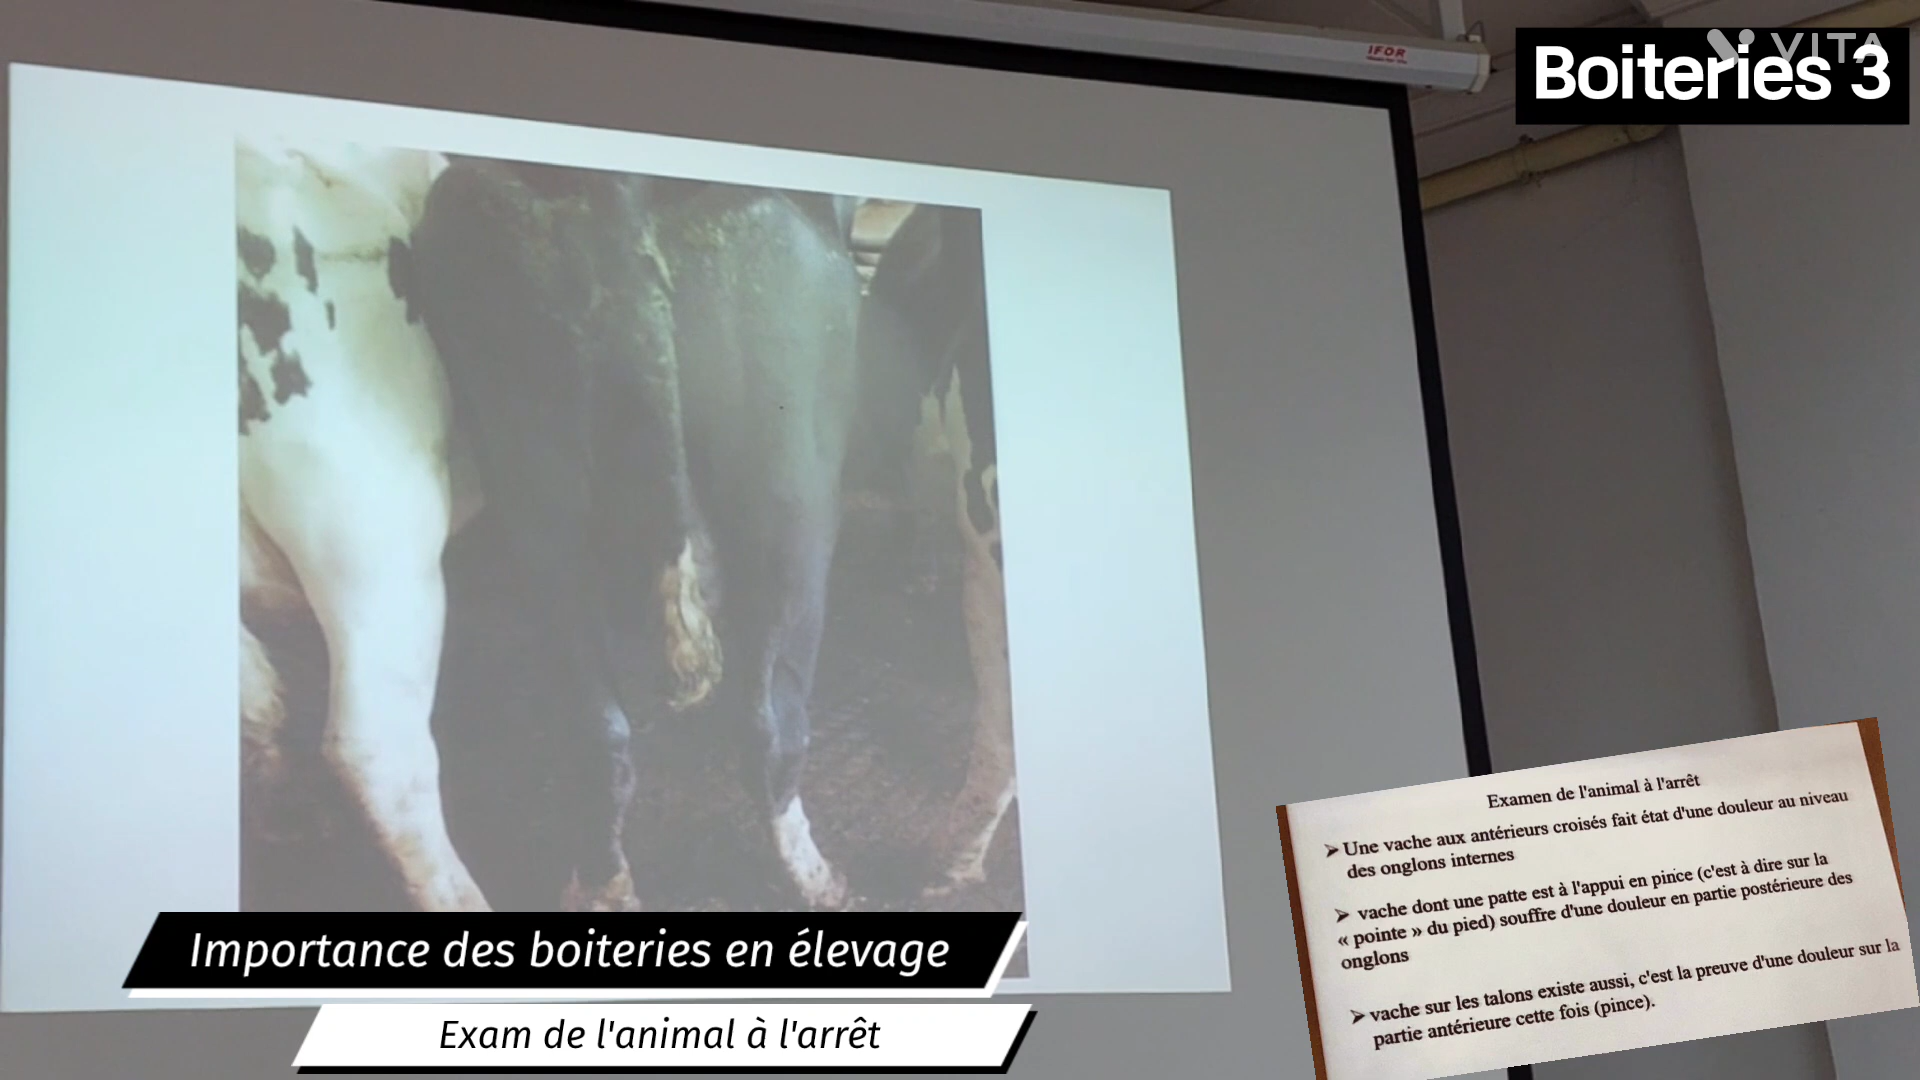 IFOR
VITA
Boiteries 3
Examen de l'animal à l'arrêt
➢ Une vache aux antérieurs croisés fait état d'une douleur au niveau
des onglons internes
➢ vache dont une patte est à l'appui en pince (c'est à dire sur la
« pointe » du pied) souffre d'une douleur en partie postérieure des
onglons
➢ vache sur les talons existe aussi, c'est la preuve d'une douleur sur la
partie antérieure cette fois (pince).
Importance des boiteries en élevage
Exam de l'animal à l'arrêt